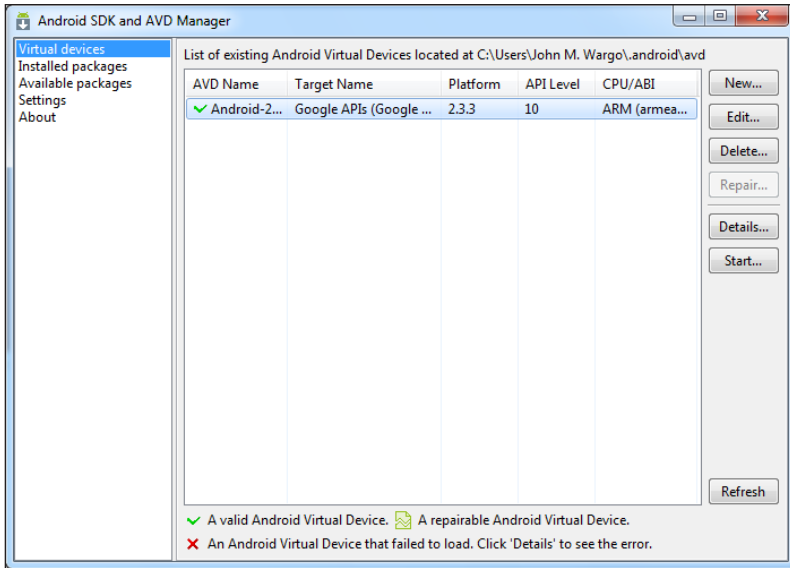 Android SDK and AVD Manager
Virtual devices
Installed packages
Available packages
Settings
About
List of existing Android Virtual Devices located at C:\Users\John M. Wargo\.android\avd
AVD Name Target Name Platform API Level CPU/ABI
Android-2... Google APIs (Google ... 2.3.3 10 ARM (armea...
New...
Edit...
Delete...
Repair...
Details...
Start...
Refresh
A valid Android Virtual Device. A repairable Android Virtual Device.
An Android Virtual Device that failed to load. Click 'Details' to see the error.